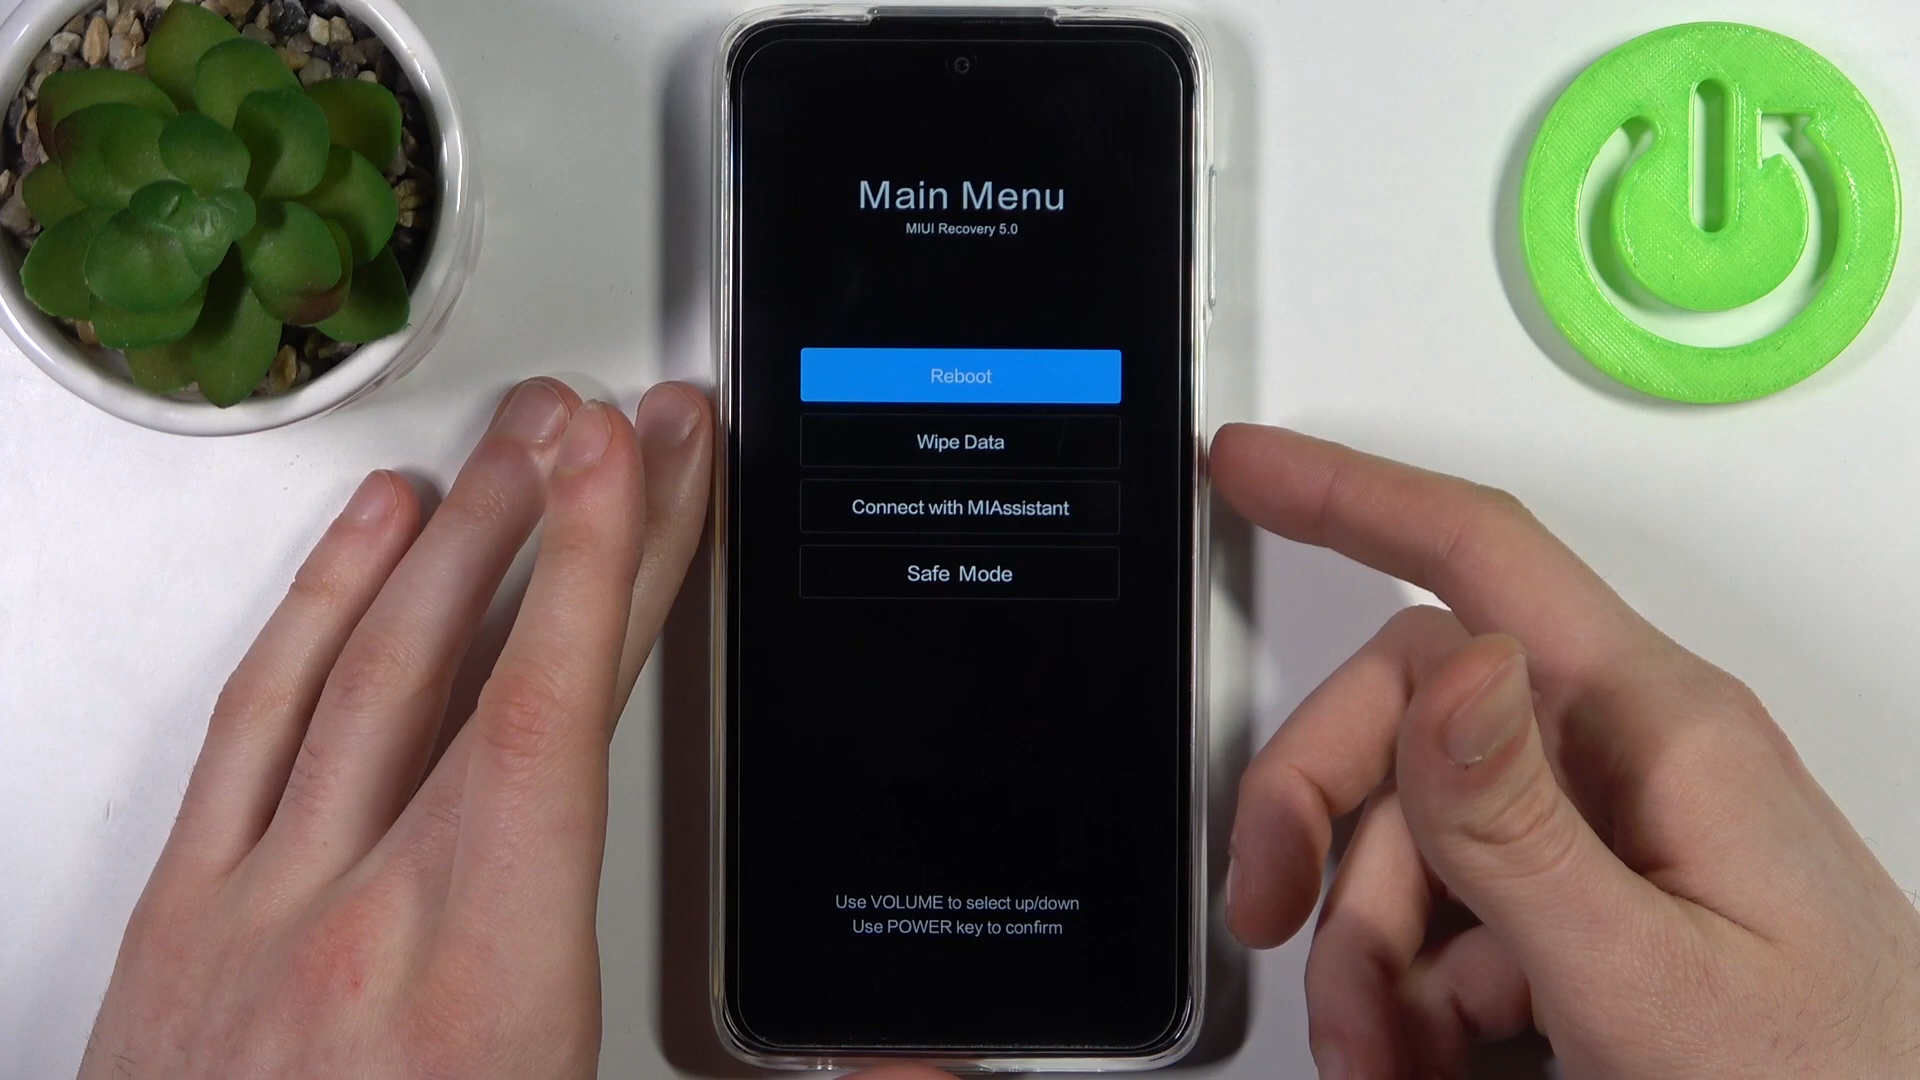 Main Menu
MIUI Recovery 5.0
Reboot
Wipe Data
Connect with MIAssistant
Safe Mode
Use VOLUME to select up/down
Use POWER key to confirm